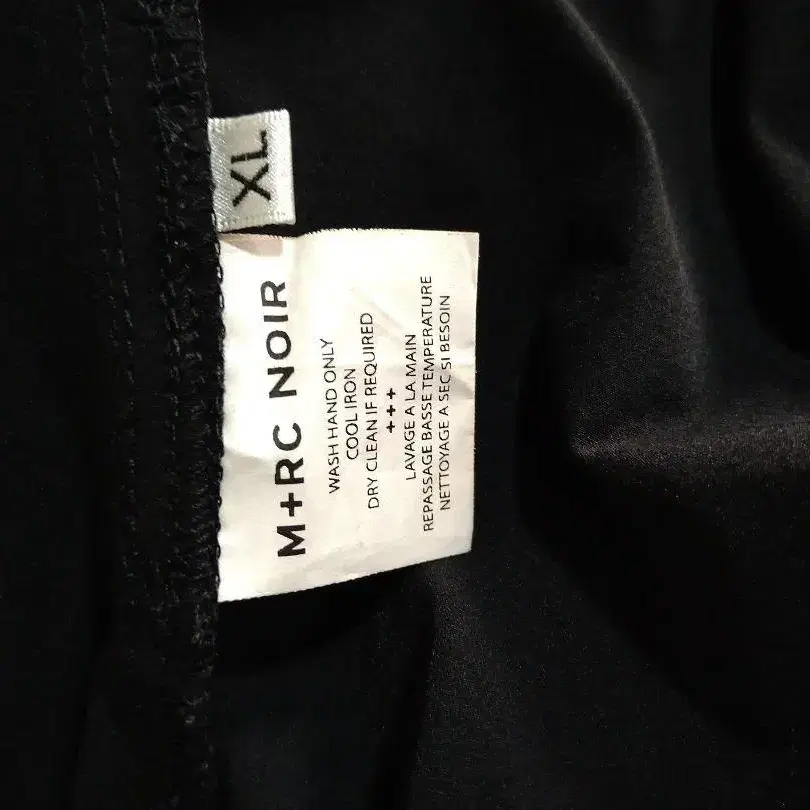 XL
M+RC NOIR
WASH HAND ONLY
COOL IRON
DRY CLEAN IF REQUIRED
+++
LAVAGE A LA MAIN
REPASSAGE BASSE TEMPERATURE
NETTOYAGE A SEC SI BESOIN